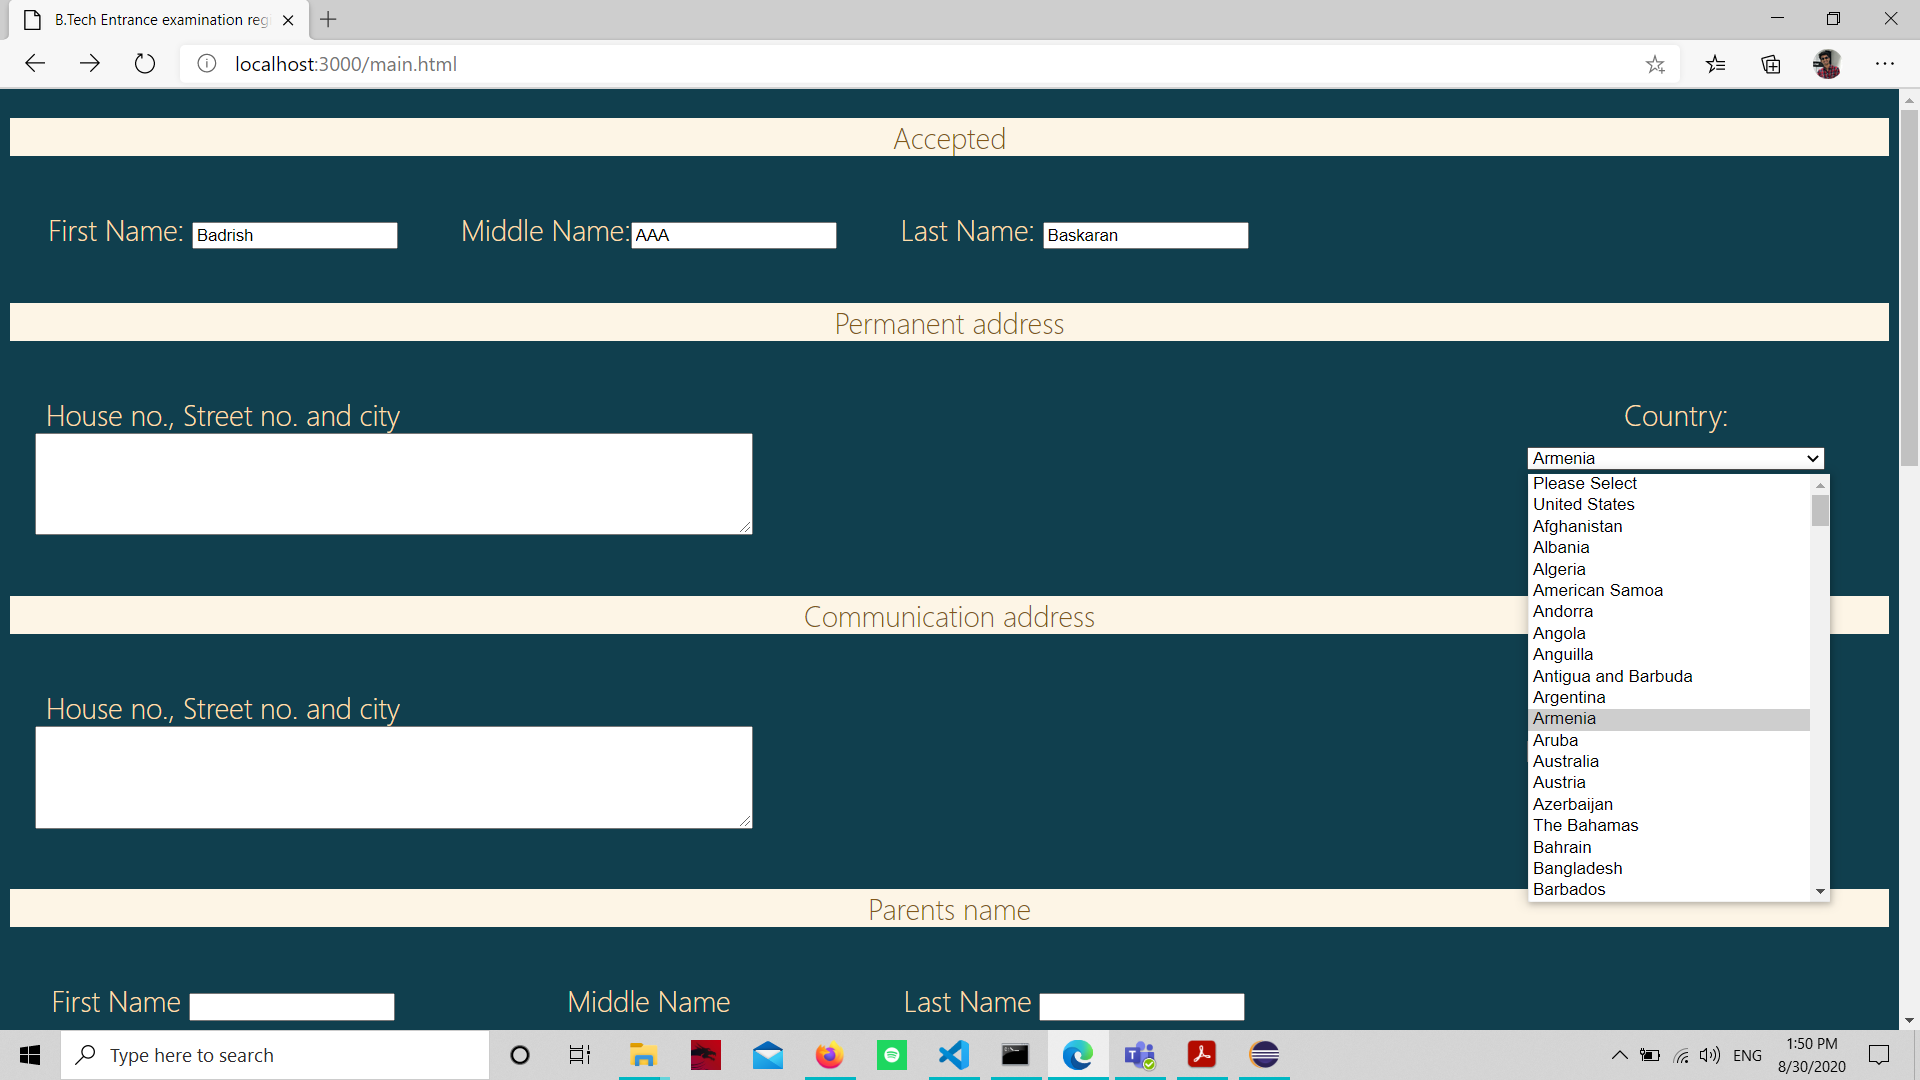 B.Tech Entrance examination reg
localhost:3000/main.html
Accepted
First Name: Badrish Middle Name: AAA Last Name: Baskaran
Permanent address
House no., Street no. and city Country:
Armenia
Please Select
United States
Afghanistan
Albania
Algeria
American Samoa
Andorra
Communication address
Angola
Anguilla
Antigua and Barbuda
Argentina
House no., Street no. and city
Armenia
Aruba
Australia
Austria
Azerbaijan
The Bahamas
Bahrain
Bangladesh
Barbados
Parents name
First Name Middle Name Last Name
Type here to search
ENG
1:50 PM
8/30/2020